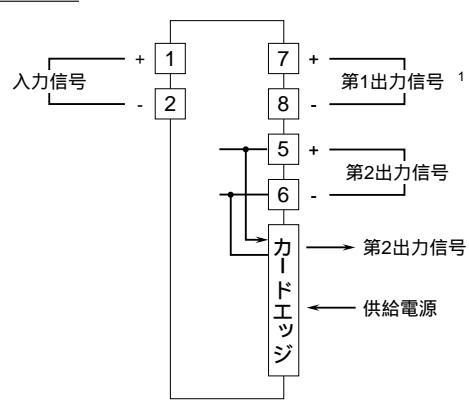 + 1 7 +
入力信号 第1出力信号 1
- 2 8 -
5 +
第2出力信号
6 -
カードエッジ
第2出力信号
供給電源